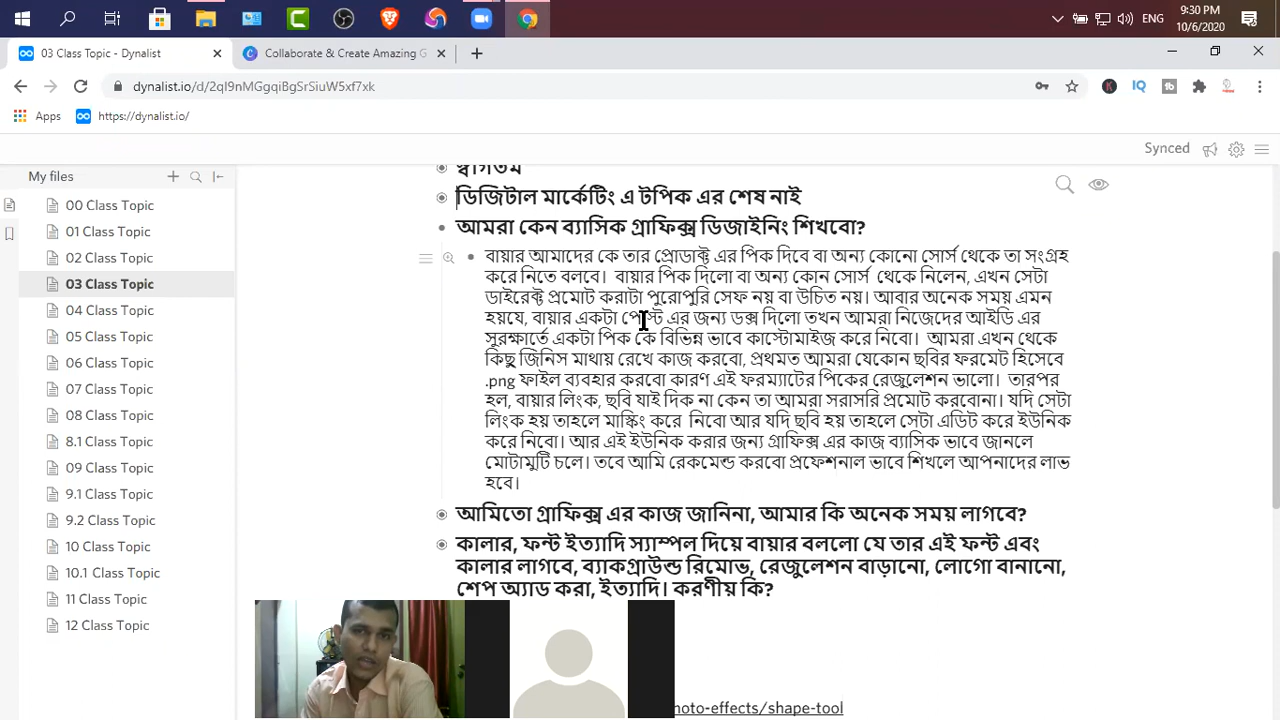 ENG
9:30 PM
10/6/2020
03 Class Topic - Dynalist
Collaborate & Create Amazing G
dynalist.io/d/2qI9nMGgqiBgSrSiuW5xf7xk
Apps
https://dynalist.io/
Synced
My files
00 Class Topic
01 Class Topic
02 Class Topic
03 Class Topic
04 Class Topic
05 Class Topic
06 Class Topic
07 Class Topic
08 Class Topic
8.1 Class Topic
09 Class Topic
9.1 Class Topic
9.2 Class Topic
10 Class Topic
10.1 Class Topic
11 Class Topic
12 Class Topic
স্বাগতম
ডিজিটাল মার্কেটিং এ টপিক এর শেষ নাই
আমরা কেন ব্যাসিক গ্রাফিক্স ডিজাইনিং শিখবো?
বায়ার আমাদের কে তার প্রোডাক্ট এর পিক দিবে বা অন্য কোনো সোর্স থেকে তা সংগ্রহ
করে নিতে বলবে। বায়ার পিক দিলো বা অন্য কোন সোর্স থেকে নিলেন, এখন সেটা
ডাইরেক্ট প্রমোট করাটা পুরোপুরি সেফ নয় বা উচিত নয়। আবার অনেক সময় এমন
হয়যে, বায়ার একটা পোস্ট এর জন্য ডক্স দিলো তখন আমরা নিজেদের আইডি এর
সুরক্ষার্তে একটা পিক কে বিভিন্ন ভাবে কাস্টোমাইজ করে নিবো। আমরা এখন থেকে
কিছু জিনিস মাথায় রেখে কাজ করবো, প্রথমত আমরা যেকোন ছবির ফরমেট হিসেবে
.png ফাইল ব্যবহার করবো কারণ এই ফরম্যাটের পিকের রেজুলেশন ভালো। তারপর
হল, বায়ার লিংক, ছবি যাই দিক না কেন তা আমরা সরাসরি প্রমোট করবোনা। যদি সেটা
লিংক হয় তাহলে মাস্কিং করে নিবো আর যদি ছবি হয় তাহলে সেটা এডিট করে ইউনিক
করে নিবো। আর এই ইউনিক করার জন্য গ্রাফিক্স এর কাজ ব্যাসিক ভাবে জানলে
মোটামুটি চলে। তবে আমি রেকমেন্ড করবো প্রফেশনাল ভাবে শিখলে আপনাদের লাভ
হবে।
আমিতো গ্রাফিক্স এর কাজ জানিনা, আমার কি অনেক সময় লাগবে?
কালার, ফন্ট ইত্যাদি স্যাম্পল দিয়ে বায়ার বললো যে তার এই ফন্ট এবং
কালার লাগবে, ব্যাকগ্রাউন্ড রিমোভ, রেজুলেশন বাড়ানো, লোগো বানানো,
শেপ অ্যাড করা, ইত্যাদি। করণীয় কি?
noto-effects/shape-tool